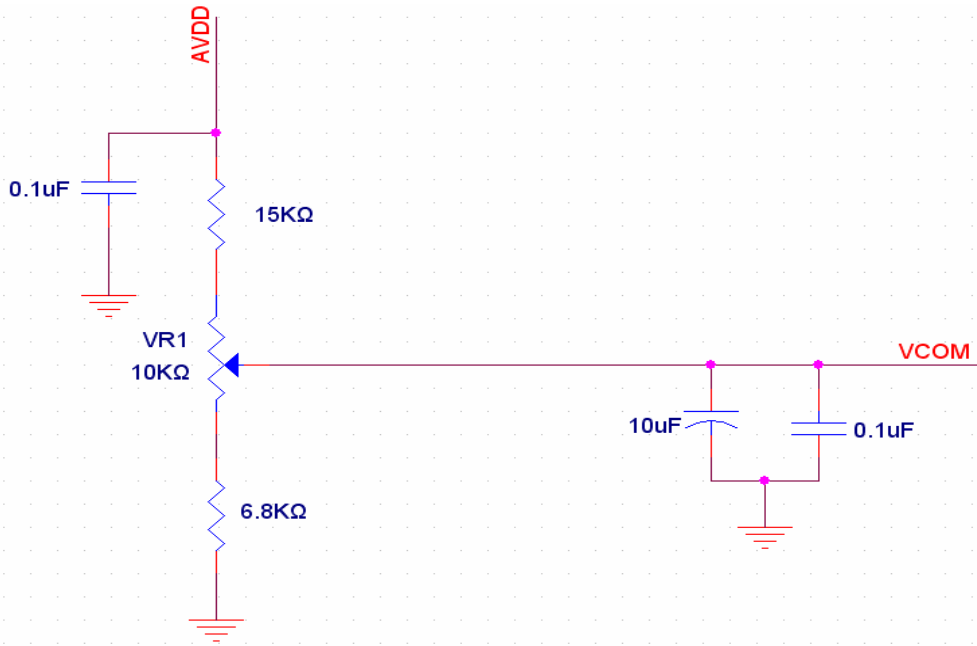 AVDD
0.1uF
15KΩ
VR1
10KΩ
VCOM
10uF
0.1uF
6.8KΩ